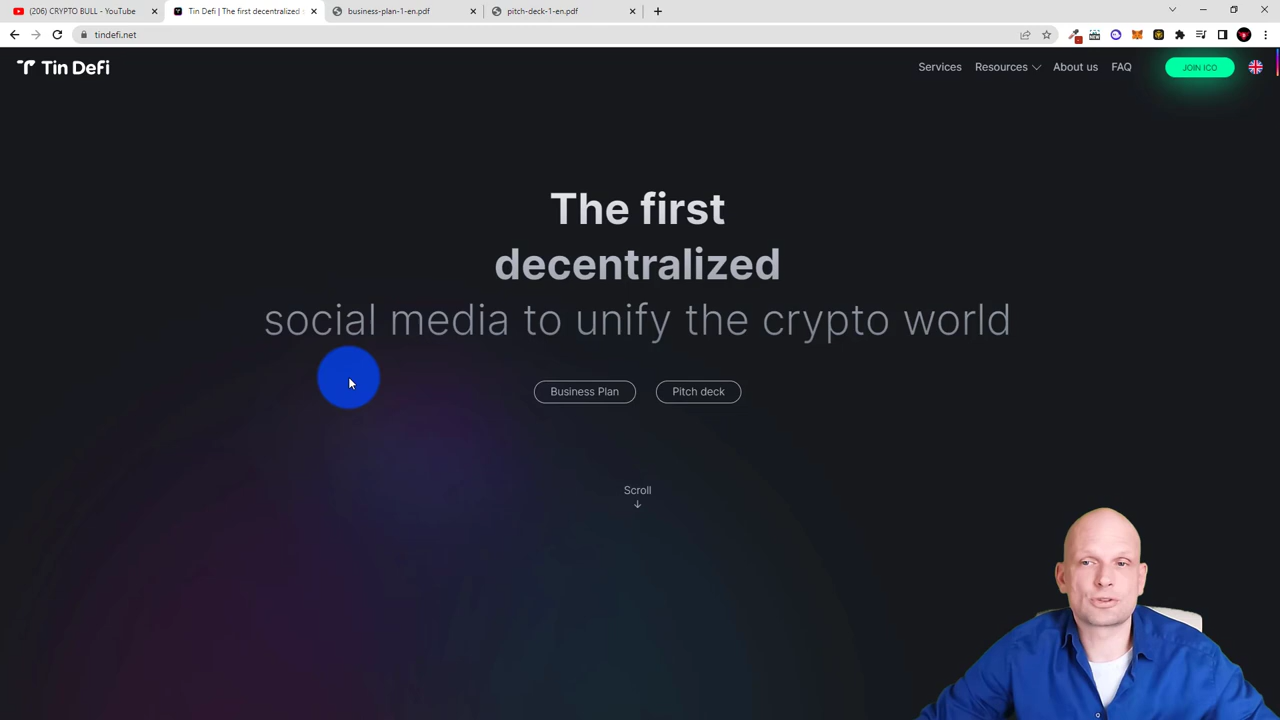 (206) CRYPTO BULL - YouTube
Tin Defi | The first decentralized
business-plan-1-en.pdf
pitch-deck-1-en.pdf
tindefi.net
Tin DeFi
Services
Resources
About us
FAQ
JOIN ICO
The first
decentralized
social media to unify the crypto world
Business Plan
Pitch deck
Scroll